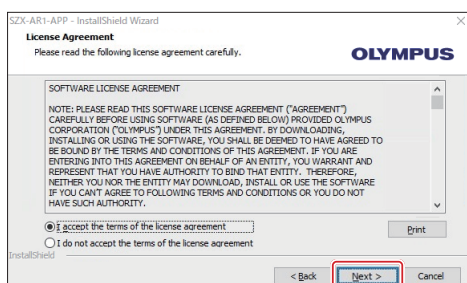 SZX-AR1-APP - InstallShield Wizard
License Agreement
Please read the following license agreement carefully.
OLYMPUS
SOFTWARE LICENSE AGREEMENT
NOTE: PLEASE READ THIS SOFTWARE LICENSE AGREEMENT ("AGREEMENT")
CAREFULLY BEFORE USING SOFTWARE (AS DEFINED BELOW) PROVIDED OLYMPUS
CORPORATION ("OLYMPUS") UNDER THIS AGREEMENT. BY DOWNLOADING,
INSTALLING OR USING THE SOFTWARE, YOU SHALL BE DEEMED TO HAVE AGREED TO
BE BOUND BY THE TERMS AND CONDITIONS OF THIS AGREEMENT. IF YOU ARE
ENTERING INTO THIS AGREEMENT ON BEHALF OF AN ENTITY, YOU WARRANT AND
REPRESENT THAT YOU HAVE AUTHORITY TO BIND THAT ENTITY. THEREFORE,
NEITHER YOU NOR THE ENTITY MAY DOWNLOAD, INSTALL OR USE THE SOFTWARE
IF YOU CAN'T AGREE TO FOLLOWING TERMS AND CONDITIONS OR YOU DO NOT
HAVE SUCH AUTHORITY.
I accept the terms of the license agreement
Print
I do not accept the terms of the license agreement
InstallShield
< Back
Next >
Cancel